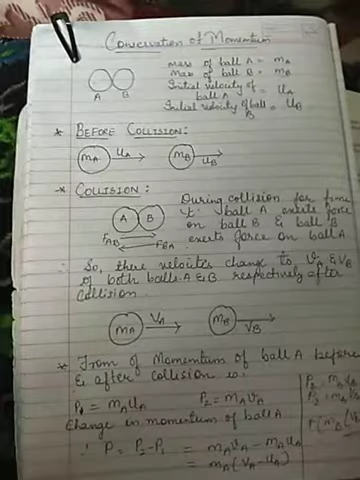 Conservation of Momentum
mass of ball A = mA
Mass of ball B = mB
Initial velocity of ball A = uA
Initial velocity of ball B = uB
A B
* BEFORE COLLISION:
mA uA mB uB
* COLLISION:
During collision for time
t. ball A exerts force
on ball B & ball B
exerts force on ball A
A B
FAB FBA
∴ So, there velocites change to VA & VB
of both balls A & B respectively after
collision.
mA VA mB VB
* From of Momentum of ball A before
& after collision is:
P1 = mAuA P2 = mAvA
Change in momentum of ball A
∴ P = P2-P1 = mAvA - mAuA
= mA(vA - uA)